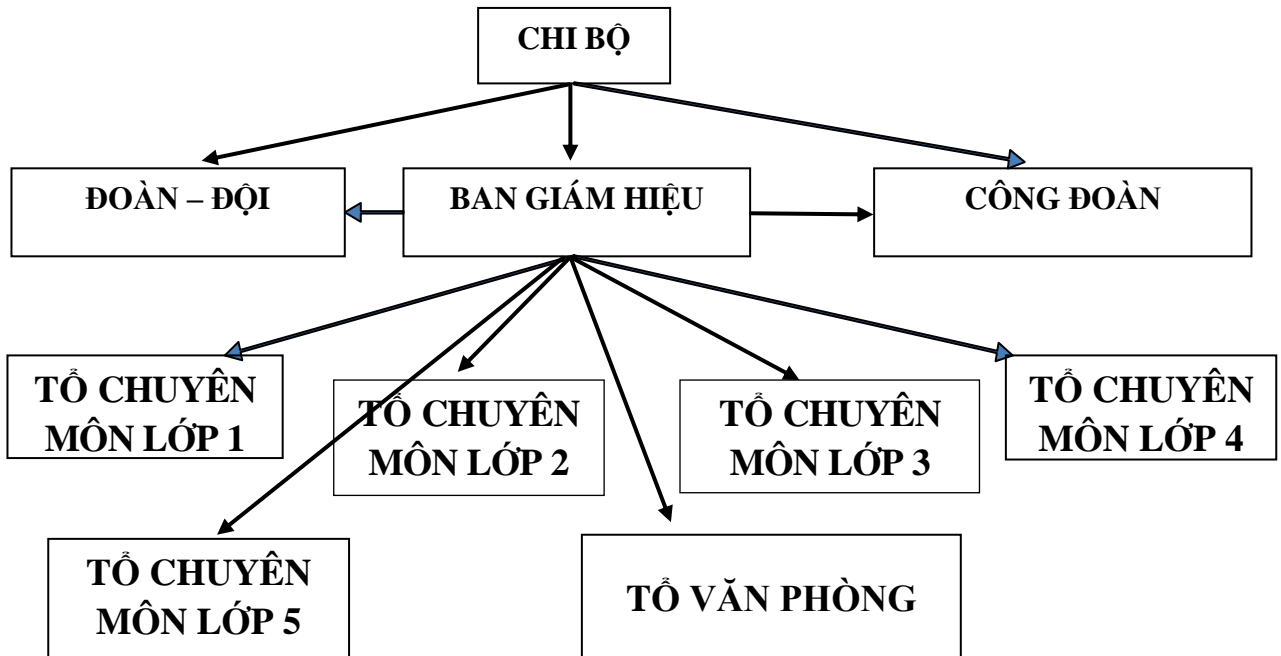 CHI BỘ
ĐOÀN – ĐỘI
BAN GIÁM HIỆU
CÔNG ĐOÀN
TỔ CHUYÊN
MÔN LỚP 1
TỔ CHUYÊN
MÔN LỚP 2
TỔ CHUYÊN
MÔN LỚP 3
TỔ CHUYÊN
MÔN LỚP 4
TỔ CHUYÊN
MÔN LỚP 5
TỔ VĂN PHÒNG